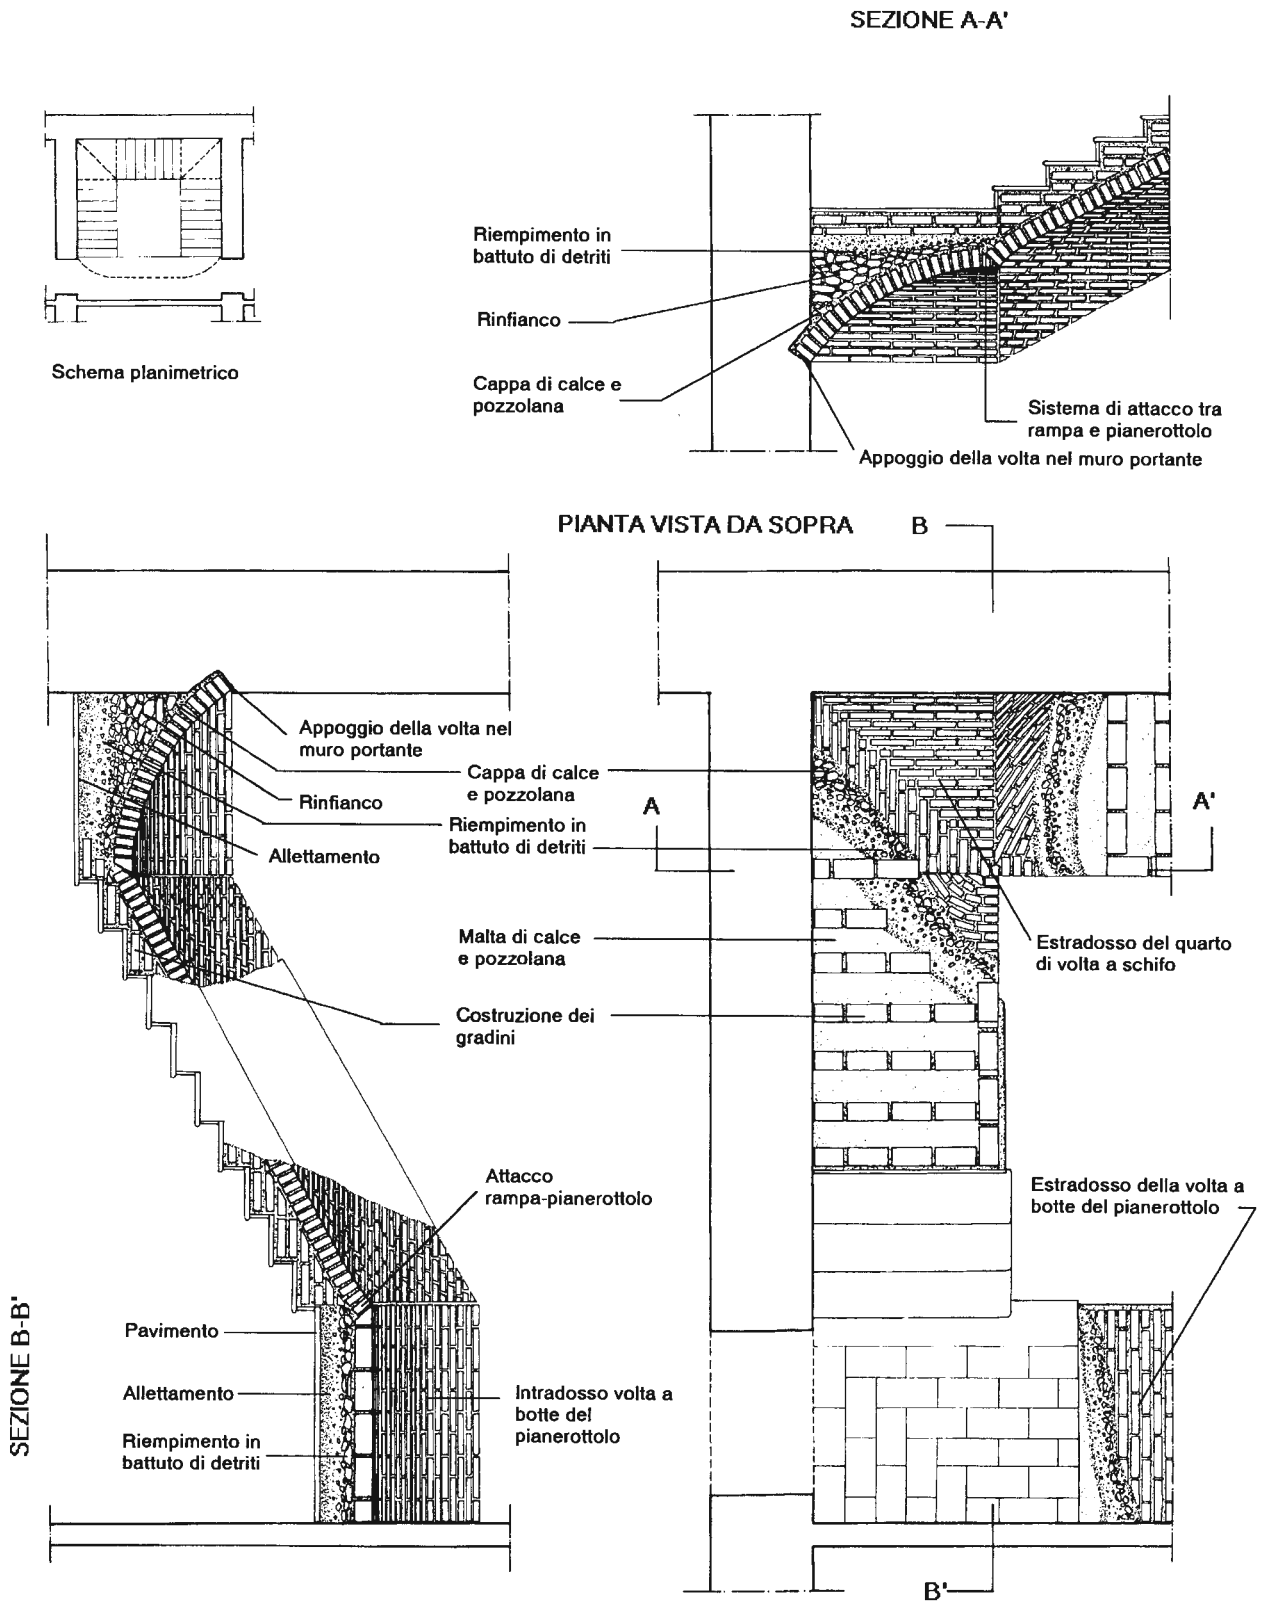 SEZIONE A-A'
Schema planimetrico
Riempimento in
battuto di detriti
Rinfianco
Cappa di calce e
pozzolana
Sistema di attacco tra
rampa e pianerottolo
Appoggio della volta nel muro portante
PIANTA VISTA DA SOPRA
B
Appoggio della volta nel
muro portante
Cappa di calce
e pozzolana
Rinfianco
Riempimento in
battuto di detriti
Allettamento
A
A'
Malta di calce
e pozzolana
Estradosso del quarto
di volta a schifo
Costruzione dei
gradini
Attacco
rampa-pianerottolo
Estradosso della volta a
botte del pianerottolo
SEZIONE B-B'
Pavimento
Allettamento
Riempimento in
battuto di detriti
Intradosso volta a
botte del
pianerottolo
B'